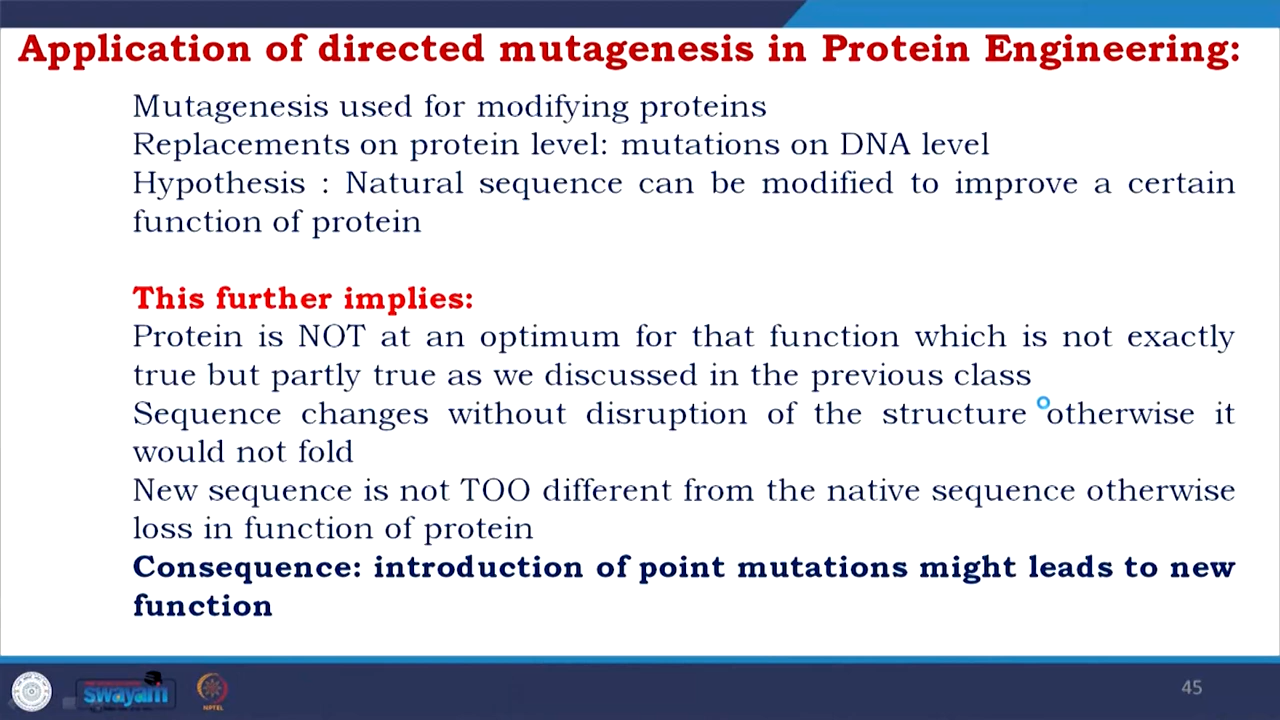 Application of directed mutagenesis in Protein Engineering:
Mutagenesis used for modifying proteins
Replacements on protein level: mutations on DNA level
Hypothesis : Natural sequence can be modified to improve a certain
function of protein
This further implies:
Protein is NOT at an optimum for that function which is not exactly
true but partly true as we discussed in the previous class
Sequence changes without disruption of the structure otherwise it
would not fold
New sequence is not TOO different from the native sequence otherwise
loss in function of protein
Consequence: introduction of point mutations might leads to new
function
swayam
NPTEL
45